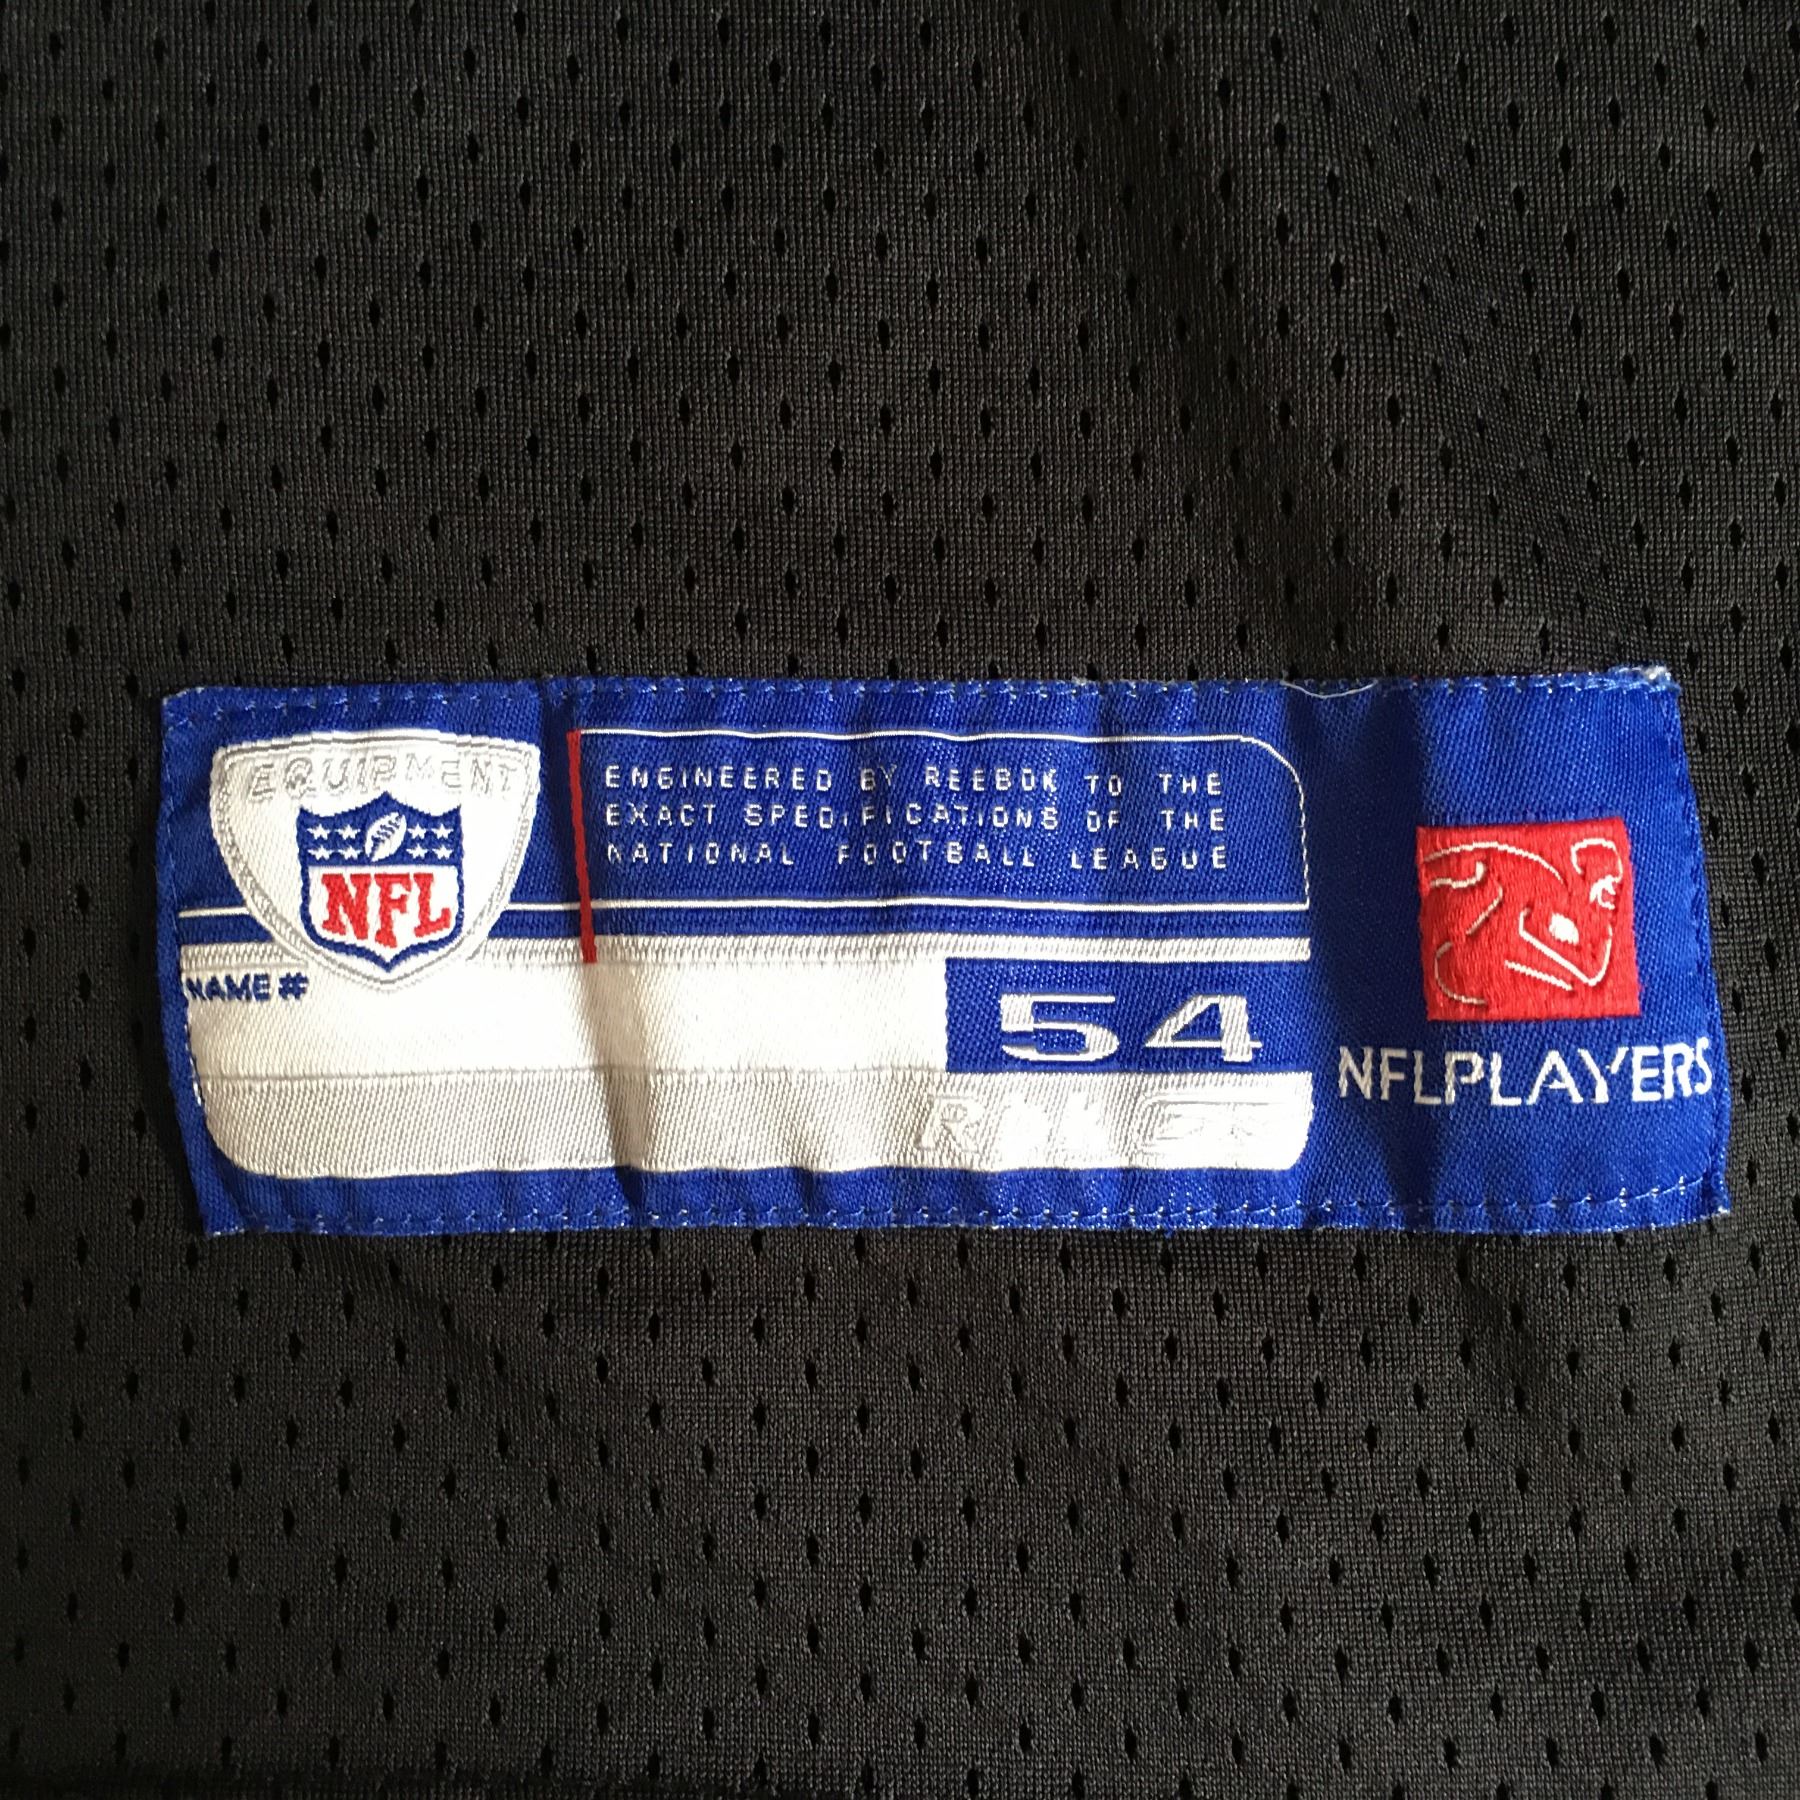 EQUIPMENT
NFL
ENGINEERED BY REEBOK TO THE
EXACT SPECIFICATIONS OF THE
NATIONAL FOOTBALL LEAGUE
NAME #
54
NFLPLAYERS